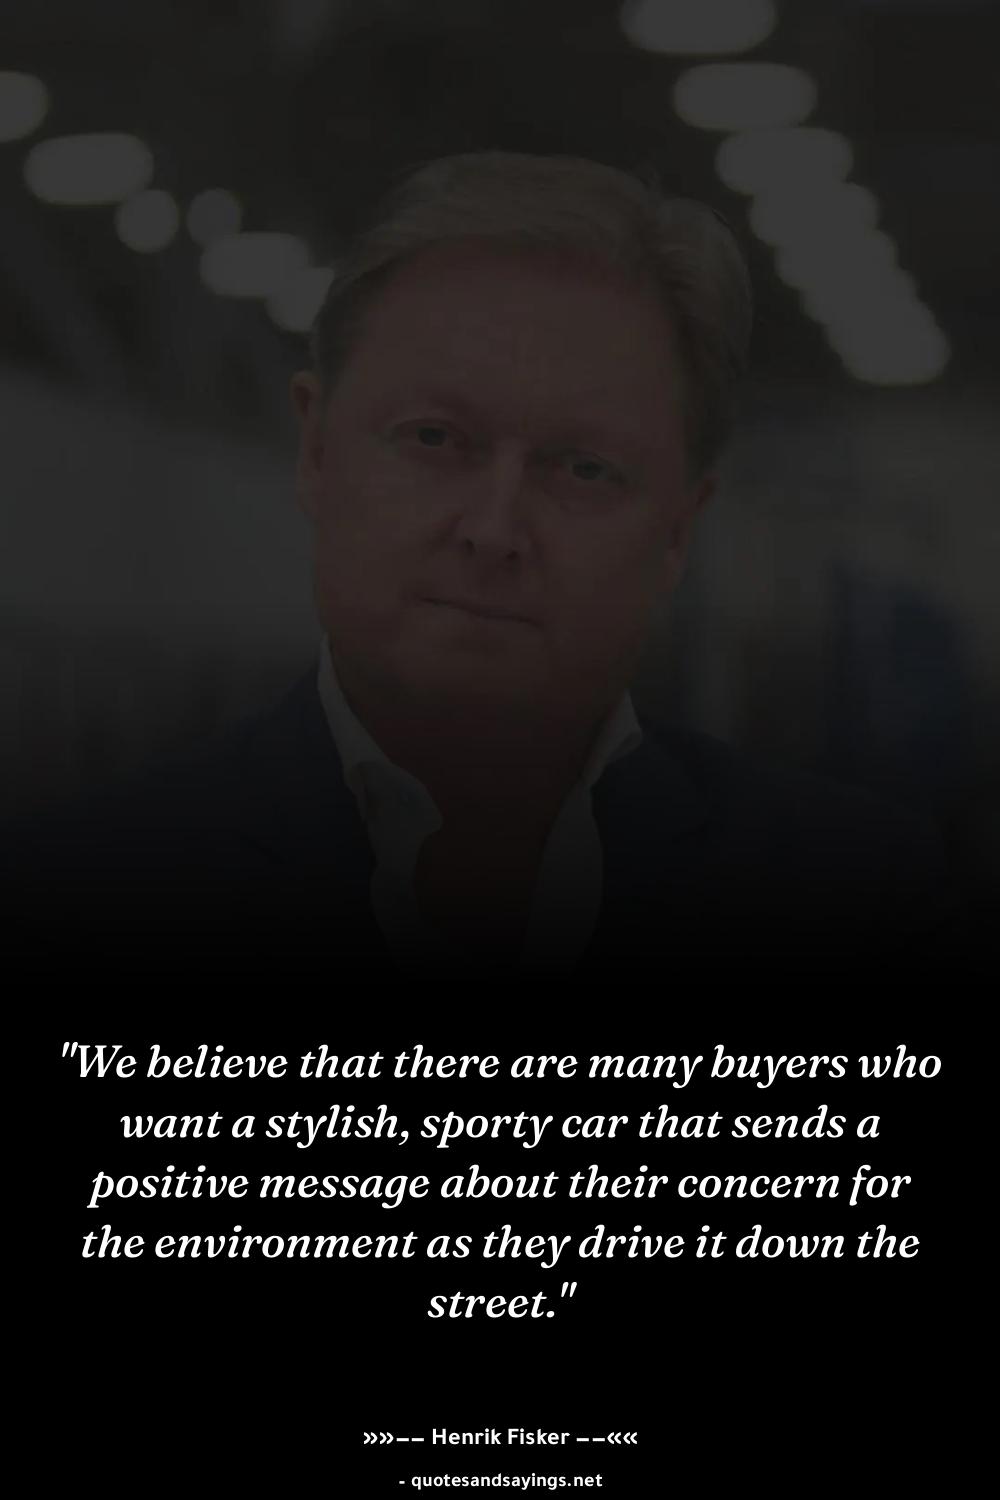 "We believe that there are many buyers who
want a stylish, sporty car that sends a
positive message about their concern for
the environment as they drive it down the
street."
»»–– Henrik Fisker ––««
- quotesandsayings.net